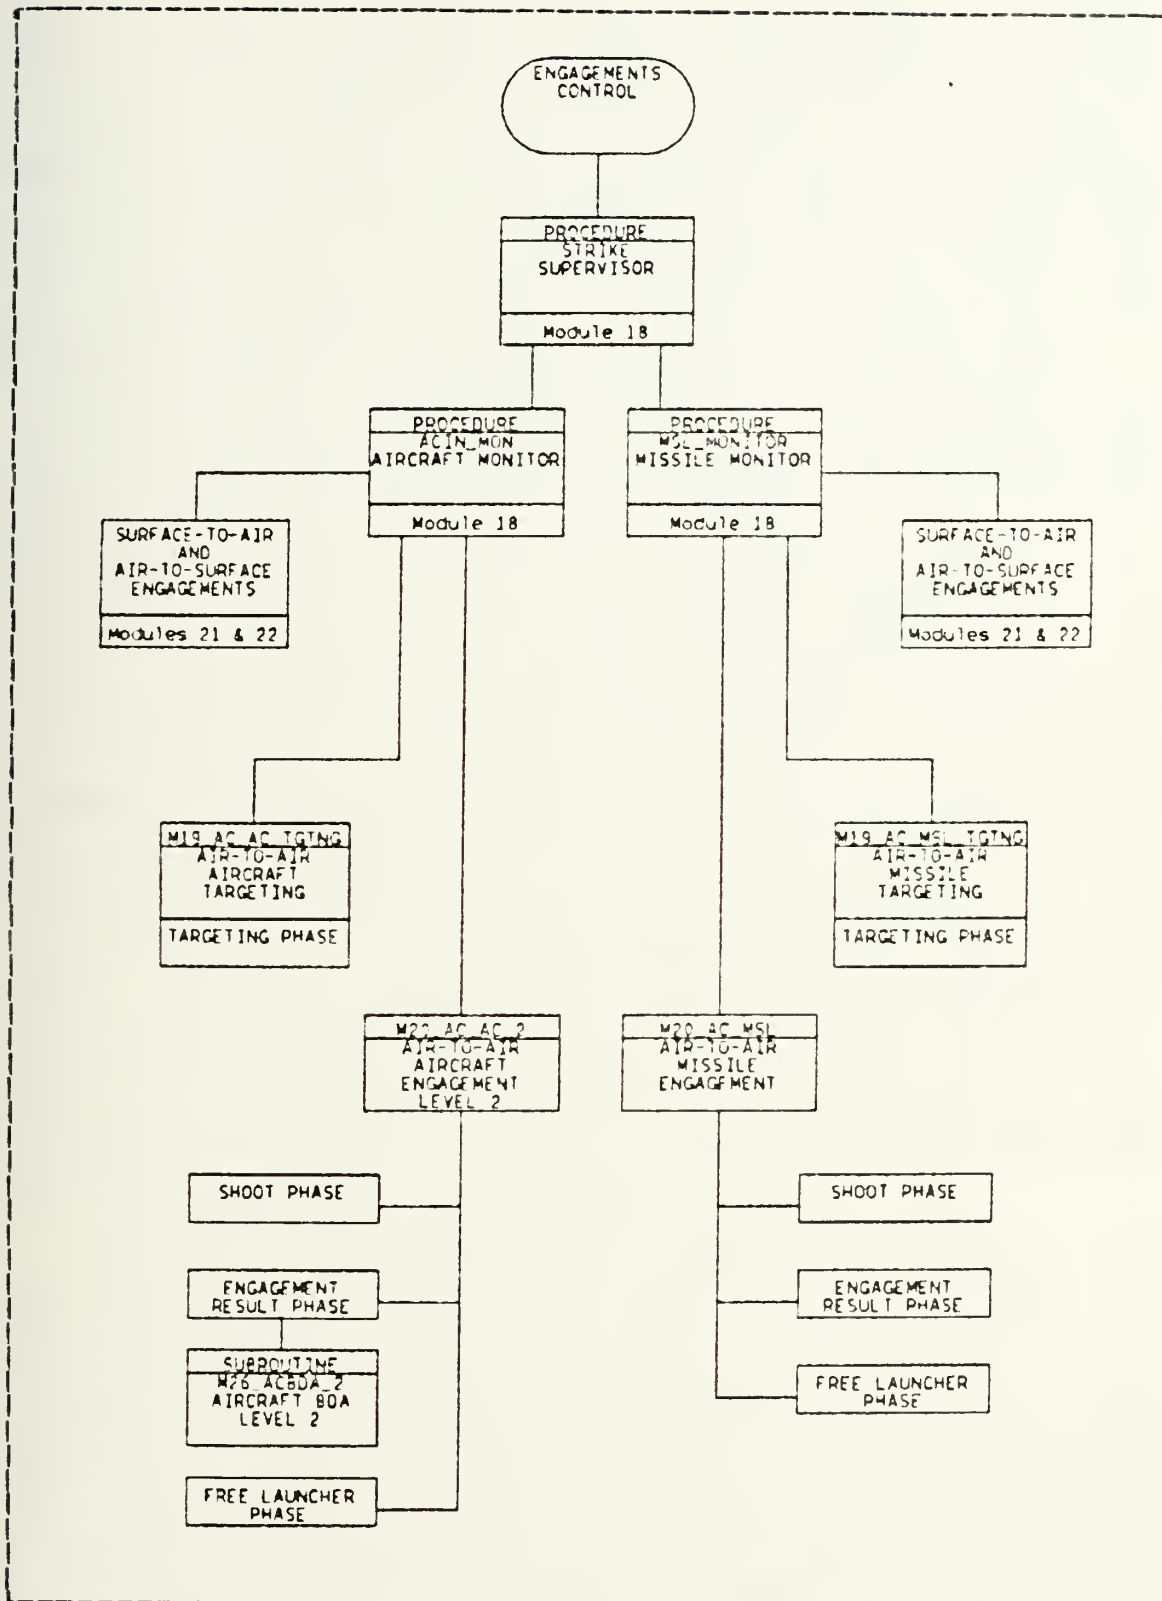 ENGAGEMENTS
CONTROL
PROCEDURE
STRIKE
SUPERVISOR
Module 18
PROCEDURE
ACIN_MON
AIRCRAFT MONITOR
Module 18
PROCEDURE
MSL_MONITOR
MISSILE MONITOR
Module 18
SURFACE-TO-AIR
AND
AIR-TO-SURFACE
ENGAGEMENTS
Modules 21 & 22
SURFACE-TO-AIR
AND
AIR-TO-SURFACE
ENGAGEMENTS
Modules 21 & 22
M19_AC_AC_TGTNG
AIR-TO-AIR
AIRCRAFT
TARGETING
TARGETING PHASE
M19_AC_MSL_TGTNG
AIR-TO-AIR
MISSILE
TARGETING
TARGETING PHASE
AIR-TO-AIR
AIRCRAFT
ENGAGEMENT
LEVEL 2
M20_AC_MSL
AIR-TO-AIR
MISSILE
ENGAGEMENT
SHOOT PHASE
ENGAGEMENT
RESULT PHASE
SUBROUTINE
M26_ACBDA_2
AIRCRAFT BDA
LEVEL 2
FREE LAUNCHER
PHASE
SHOOT PHASE
ENGAGEMENT
RESULT PHASE
FREE LAUNCHER
PHASE